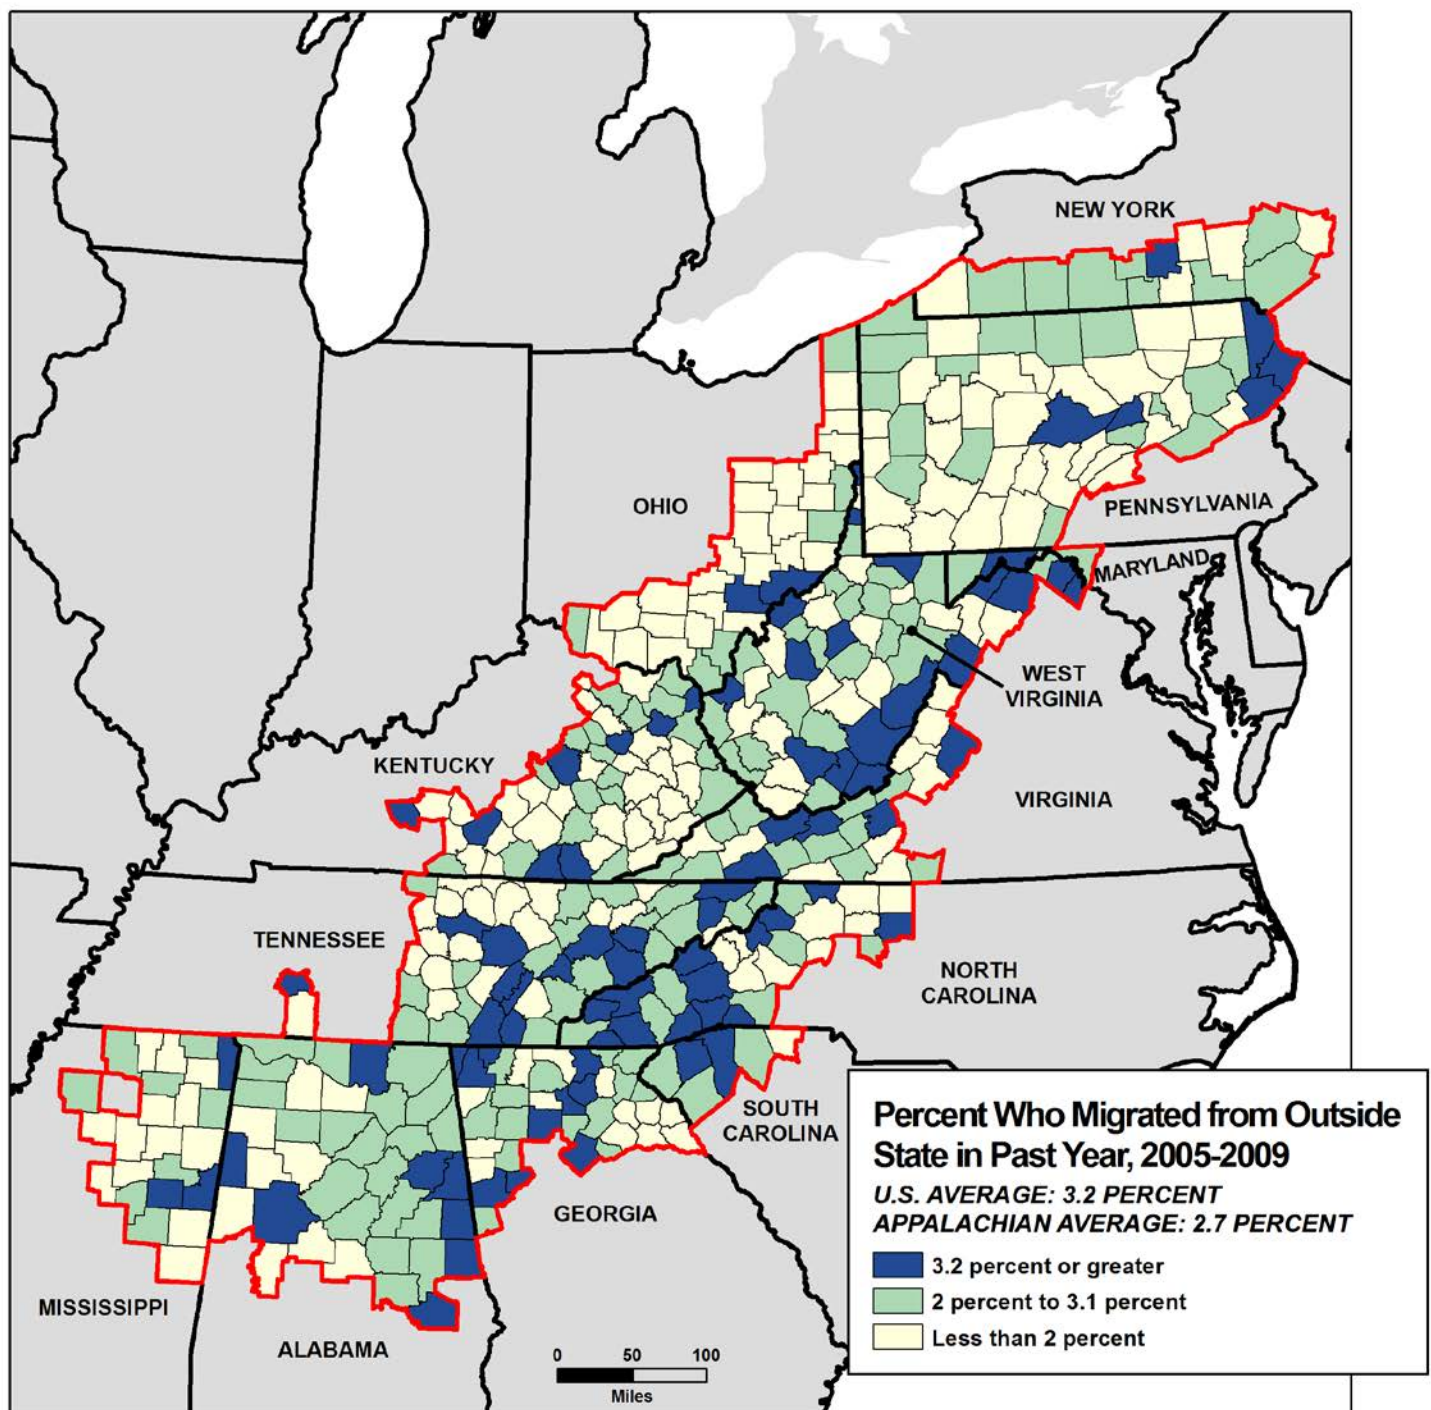 NEW YORK
OHIO
PENNSYLVANIA
MARYLAND
WEST
VIRGINIA
KENTUCKY
VIRGINIA
TENNESSEE
NORTH
CAROLINA
SOUTH
CAROLINA
GEORGIA
MISSISSIPPI
ALABAMA
0 50 100
Miles
Percent Who Migrated from Outside
State in Past Year, 2005-2009
U.S. AVERAGE: 3.2 PERCENT
APPALACHIAN AVERAGE: 2.7 PERCENT
3.2 percent or greater
2 percent to 3.1 percent
Less than 2 percent